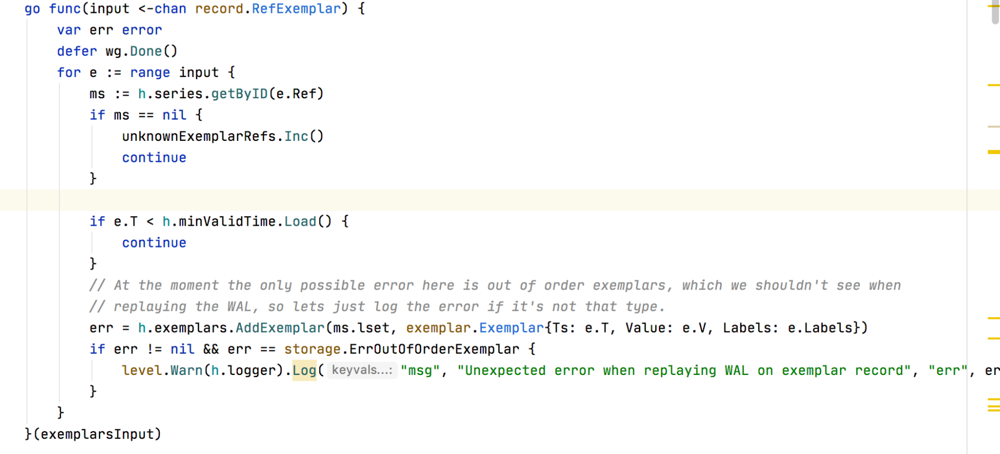 go func(input <-chan record.RefExemplar) {
    var err error
    defer wg.Done()
    for e := range input {
        ms := h.series.getByID(e.Ref)
        if ms == nil {
            unknownExemplarRefs.Inc()
            continue
        }

        if e.T < h.minValidTime.Load() {
            continue
        }
        // At the moment the only possible error here is out of order exemplars, which we shouldn't see when
        // replaying the WAL, so lets just log the error if it's not that type.
        err = h.exemplars.AddExemplar(ms.lset, exemplar.Exemplar{Ts: e.T, Value: e.V, Labels: e.Labels})
        if err != nil && err == storage.ErrOutOfOrderExemplar {
            level.Warn(h.logger).Log( keyvals...: "msg", "Unexpected error when replaying WAL on exemplar record", "err", er
        }
    }
}(exemplarsInput)